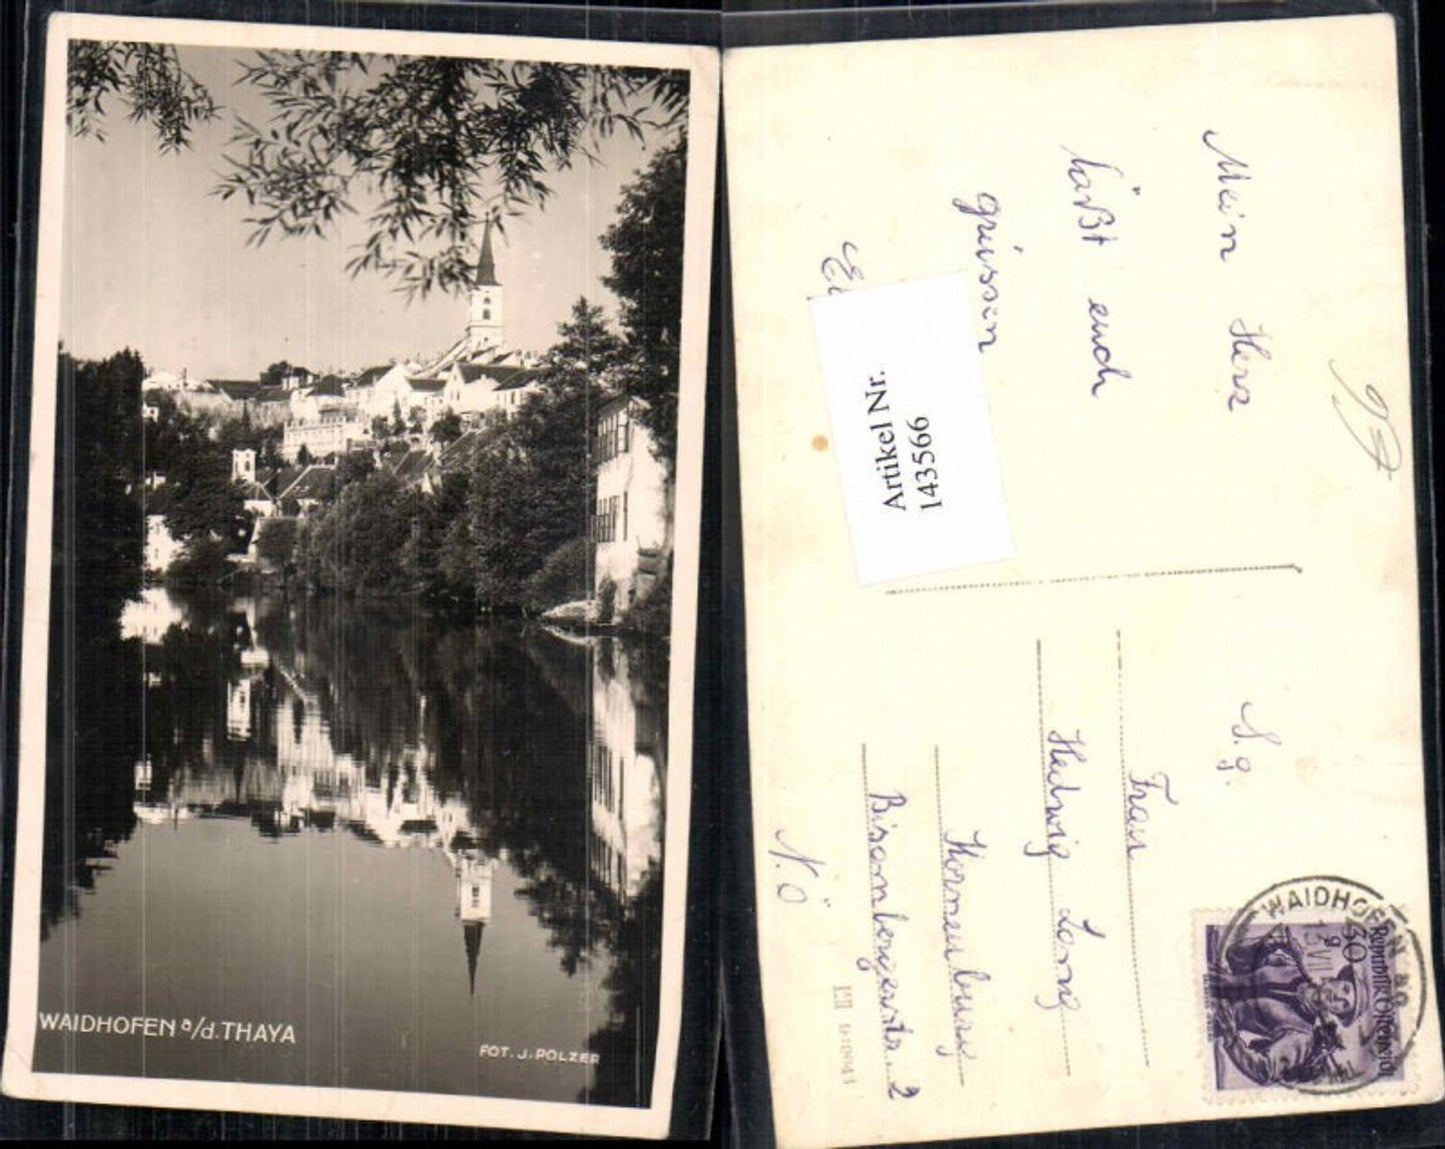 WAIDHOFEN a/d. THAYA
FOT. J. POLZER
Mein Herz
läßt euch
grüssen
Artikel Nr.
143566
S.g.
Frau
Hedwig Lang
Korneuburg
Bisambergerstr. 2
N.Ö
WAIDHOFEN
Republik Österreich